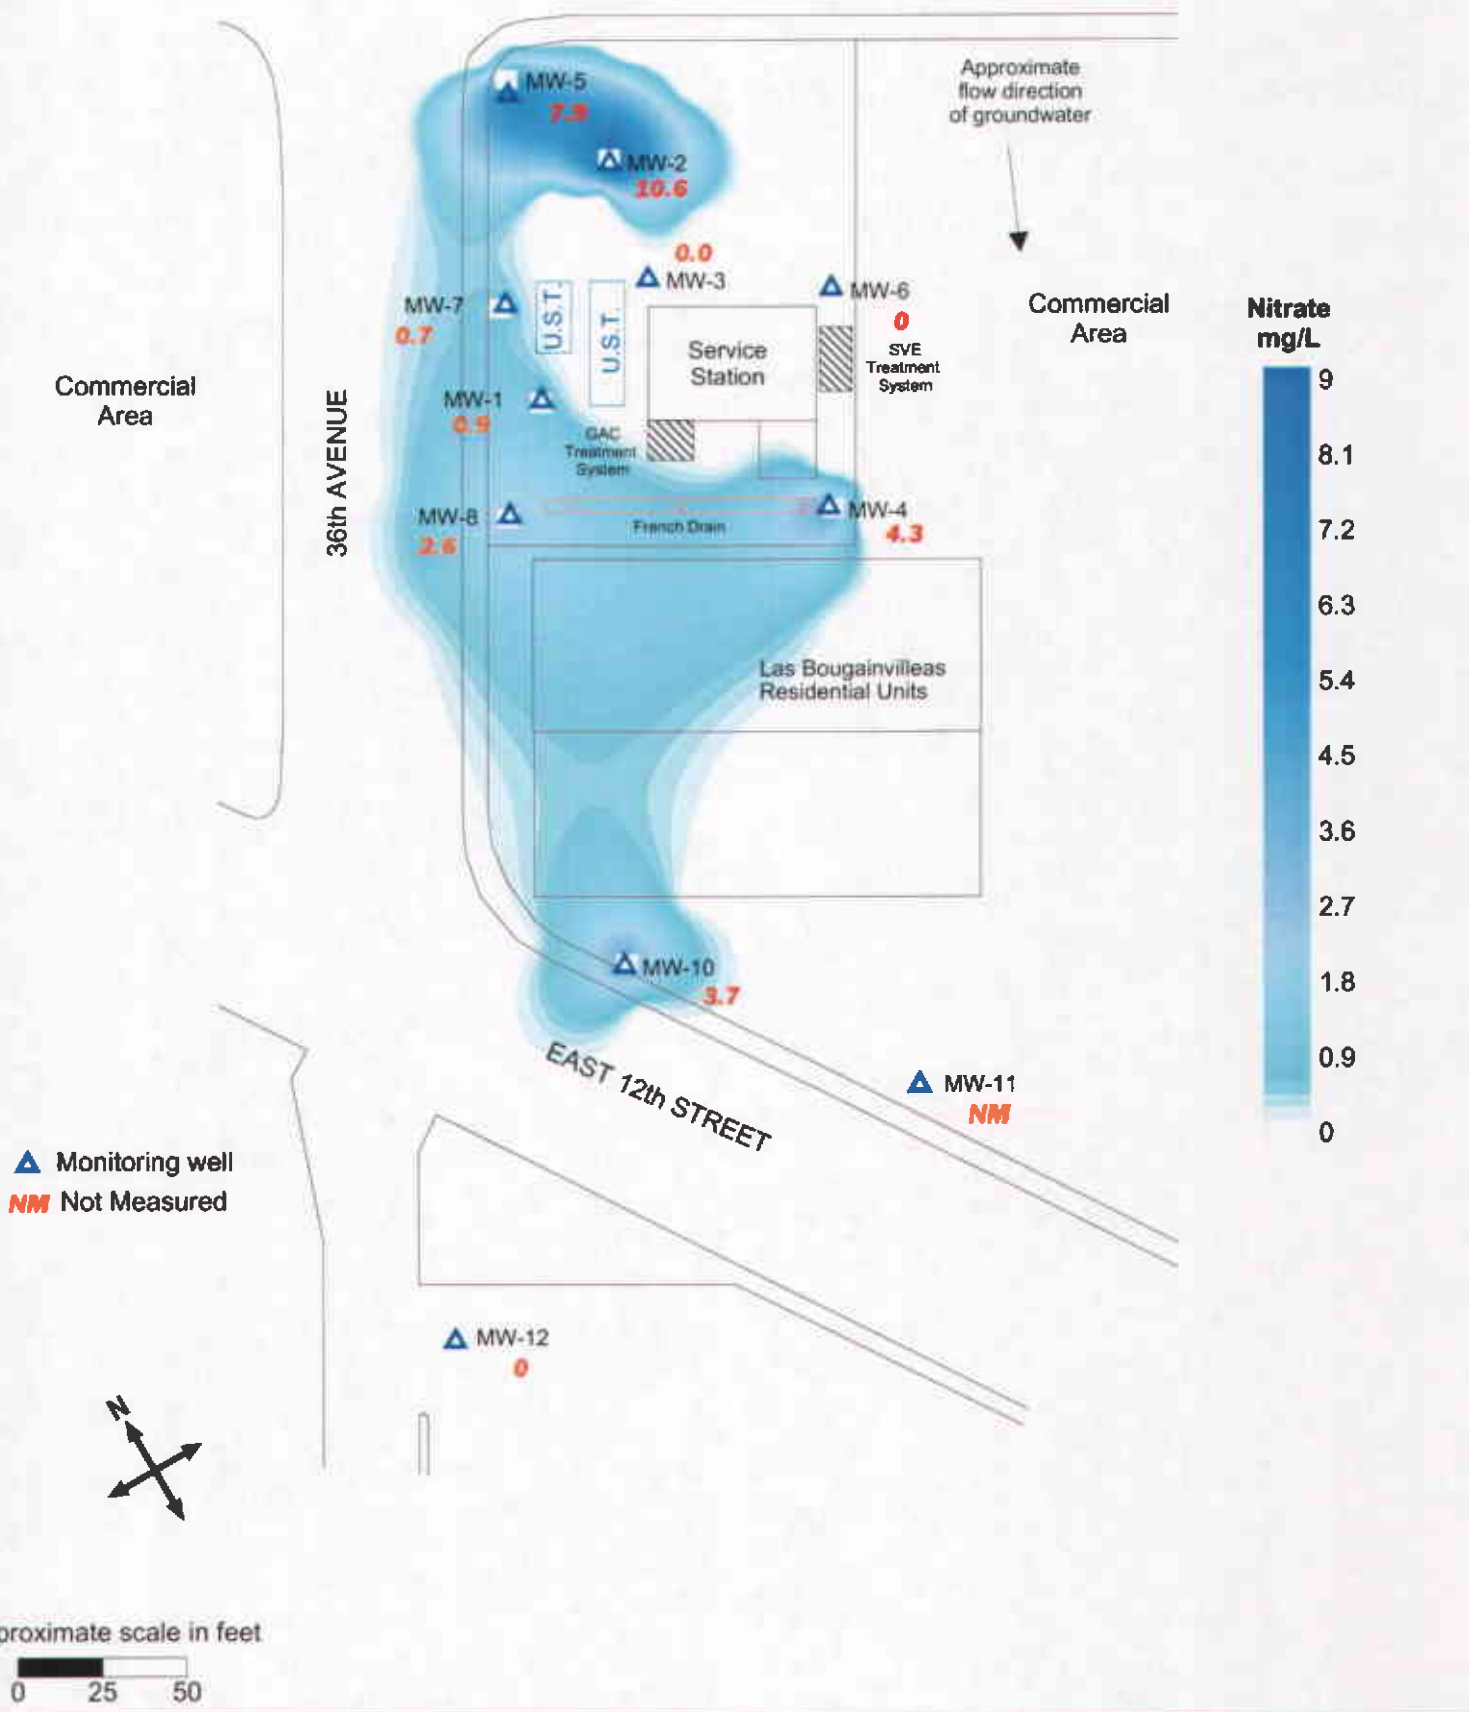 MW-5
7.9
MW-2
10.6
Approximate
flow direction
of groundwater
0.0
MW-3
MW-6
0
MW-7
0.7
U.S.T.
U.S.T.
Service
Station
SVE
Treatment
System
Commercial
Area
Commercial
Area
36th AVENUE
MW-1
0.9
GAC
Treatment
System
MW-8
2.6
French Drain
MW-4
4.3
Las Bougainvilleas
Residential Units
MW-10
3.7
EAST 12th STREET
MW-11
NM
MW-12
0
Nitrate
mg/L
9
8.1
7.2
6.3
5.4
4.5
3.6
2.7
1.8
0.9
0
Monitoring well
NM Not Measured
N
proximate scale in feet
0 25 50